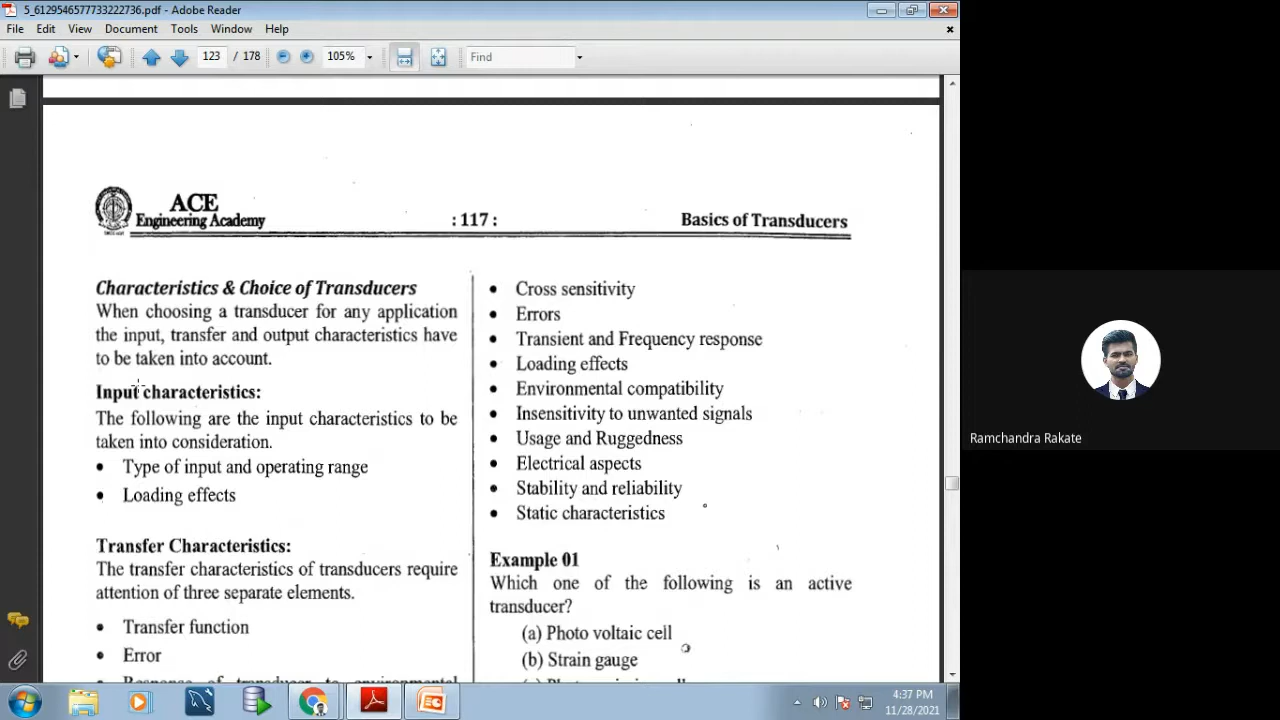 5_6129546577733222736.pdf - Adobe Reader
File Edit View Document Tools Window Help
123 / 178 105% Find
ACE
Engineering Academy
: 117 :
Basics of Transducers
Characteristics & Choice of Transducers
When choosing a transducer for any application
the input, transfer and output characteristics have
to be taken into account.
Input characteristics:
The following are the input characteristics to be
taken into consideration.
• Type of input and operating range
• Loading effects
Transfer Characteristics:
The transfer characteristics of transducers require
attention of three separate elements.
• Transfer function
• Error
• Response of transducer to environmental
• Cross sensitivity
• Errors
• Transient and Frequency response
• Loading effects
• Environmental compatibility
• Insensitivity to unwanted signals
• Usage and Ruggedness
• Electrical aspects
• Stability and reliability
• Static characteristics
Example 01
Which one of the following is an active
transducer?
(a) Photo voltaic cell
(b) Strain gauge
Ramchandra Rakate
4:37 PM
11/28/2021